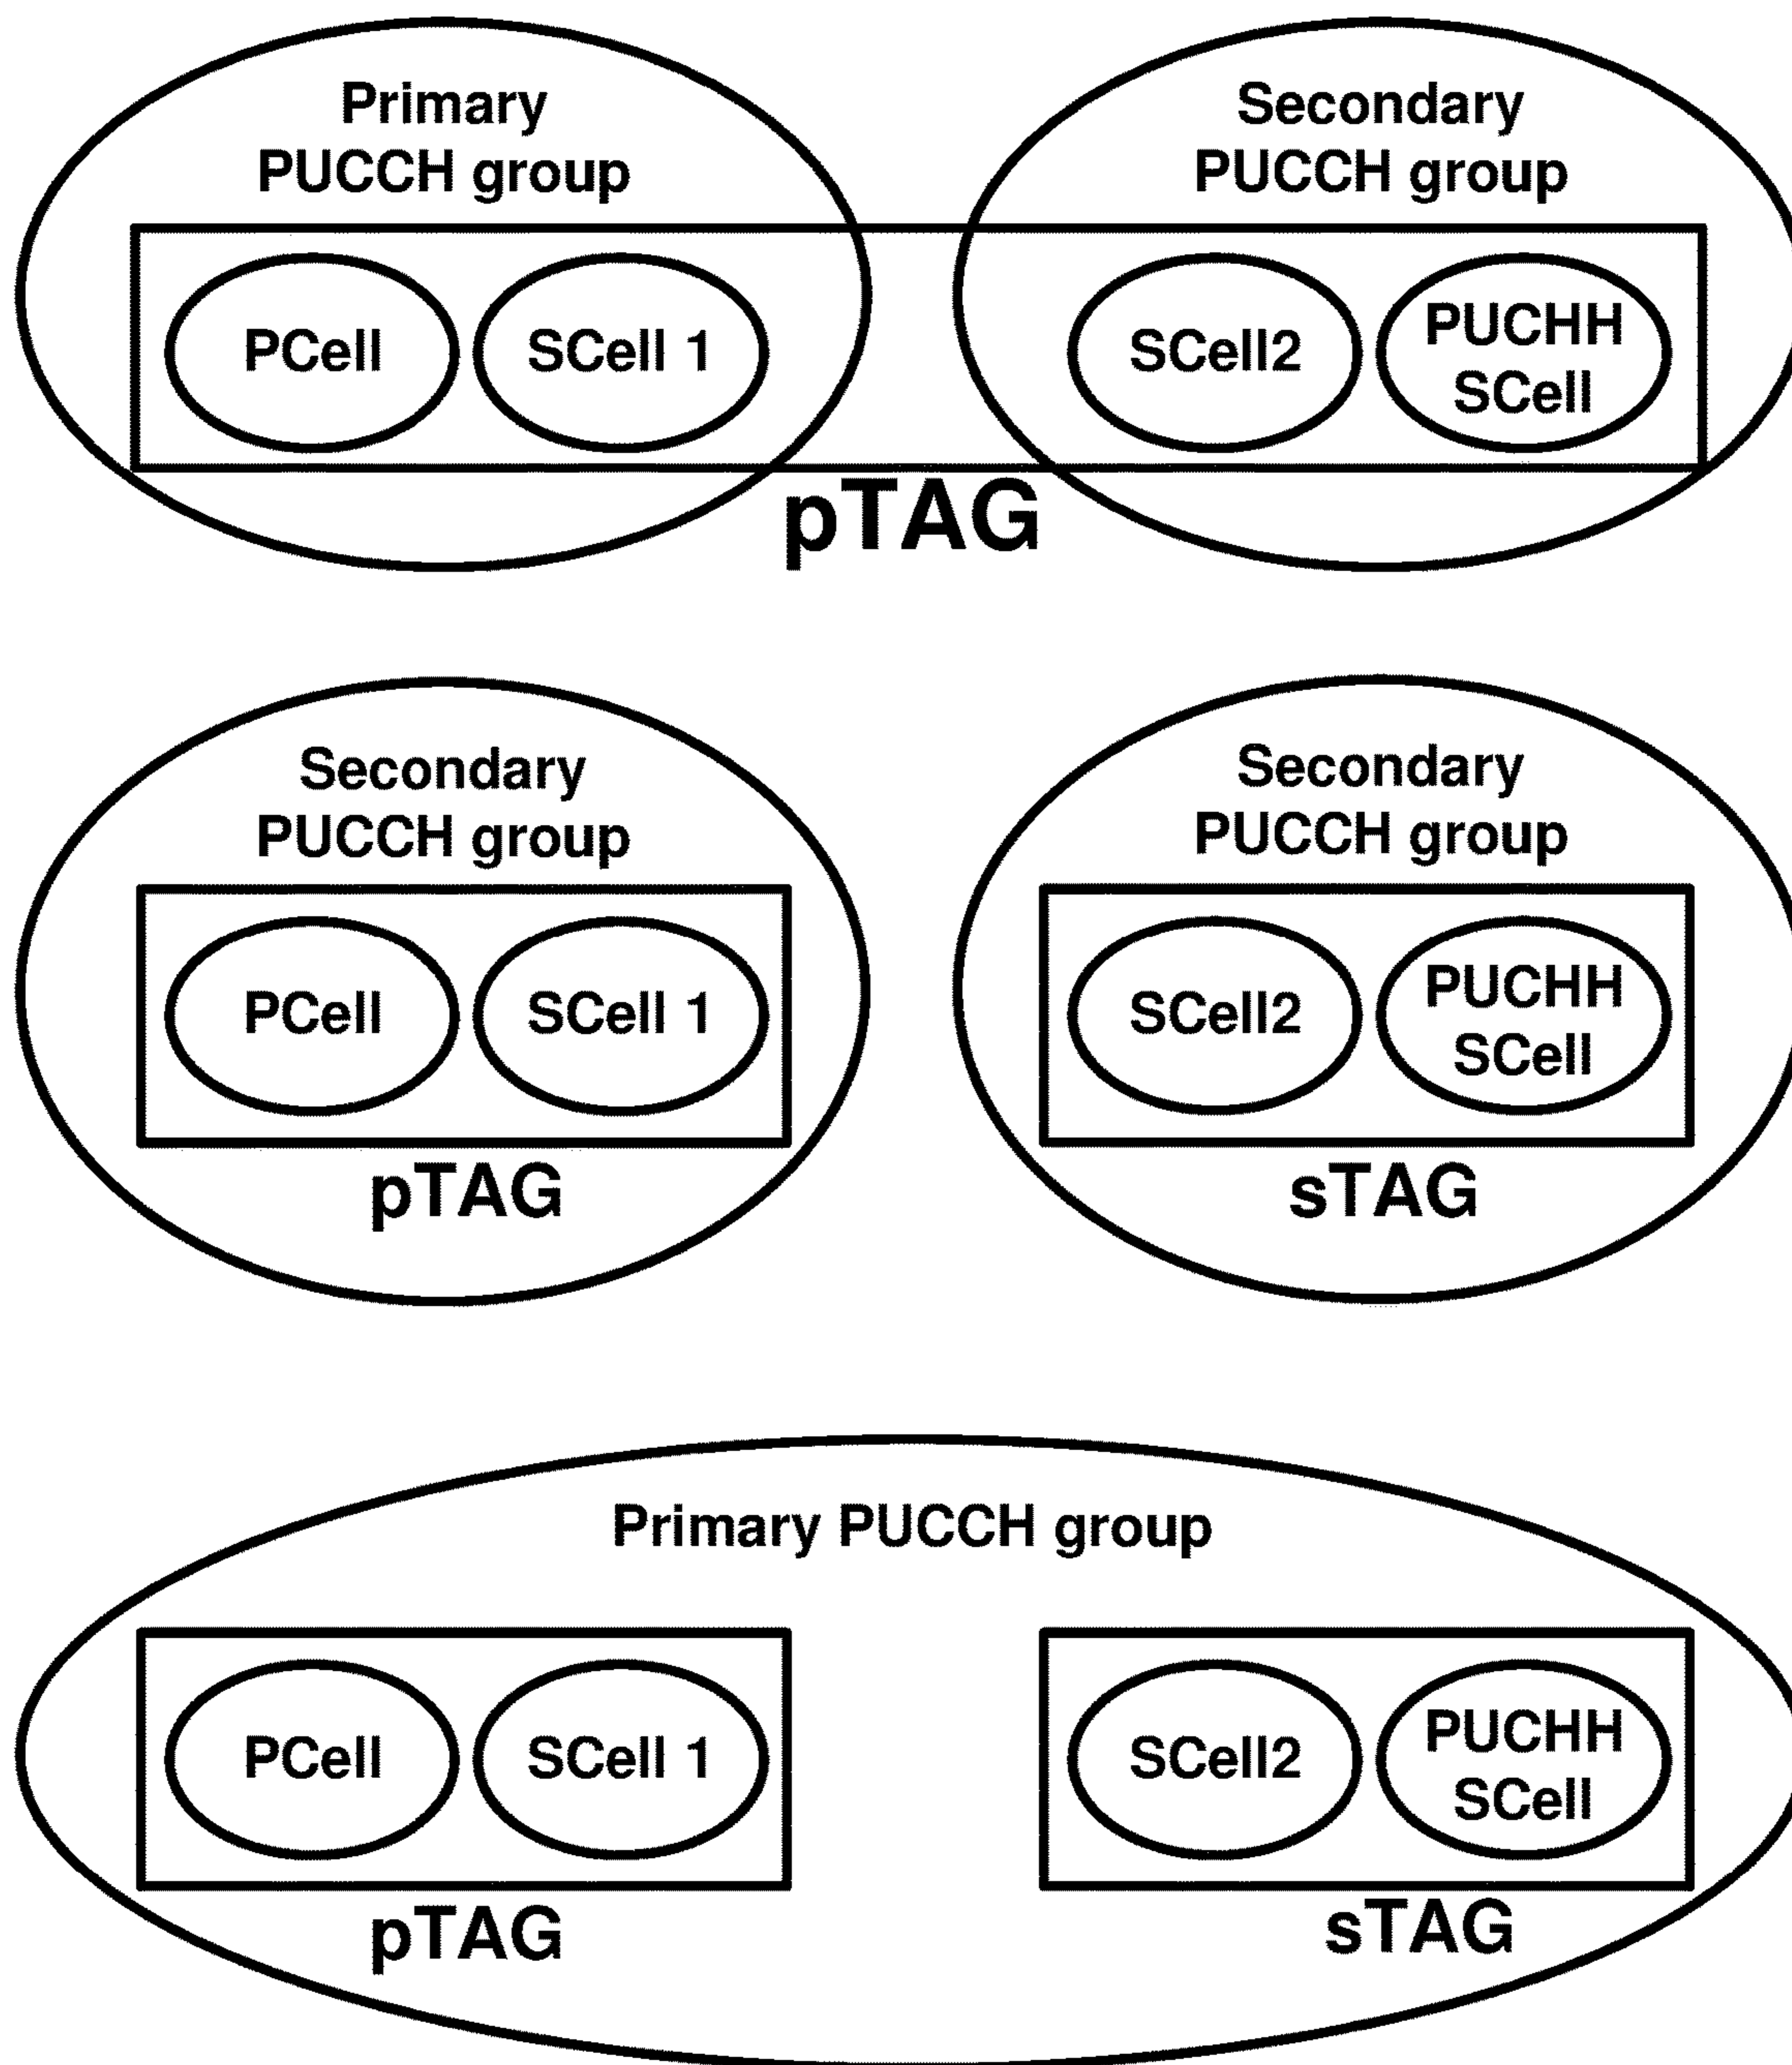 Primary
PUCCH group
Secondary
PUCCH group
PCell
SCell 1
SCell2
PUCHH
SCell
pTAG
Secondary
PUCCH group
Secondary
PUCCH group
PCell
SCell 1
SCell2
PUCHH
SCell
pTAG
sTAG
Primary PUCCH group
PCell
SCell 1
SCell2
PUCHH
SCell
pTAG
sTAG